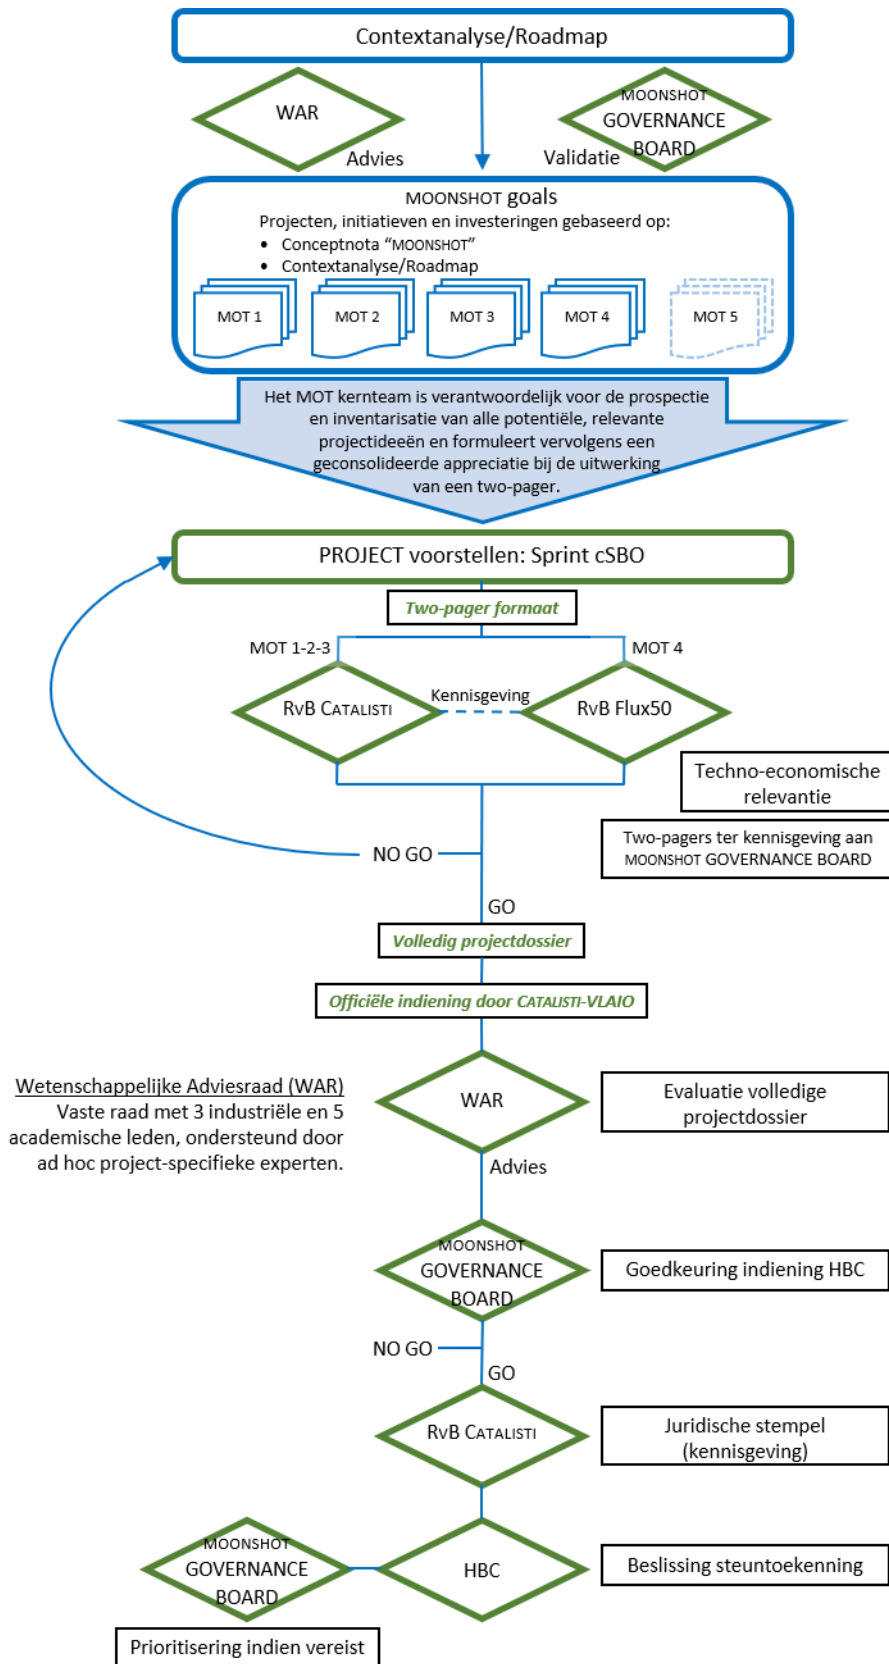 Contextanalyse/Roadmap
WAR
Advies
MOONSHOT
GOVERNANCE
BOARD
Validatie
MOONSHOT goals
Projecten, initiatieven en investeringen gebaseerd op:
• Conceptnota “MOONSHOT”
• Contextanalyse/Roadmap
MOT 1
MOT 2
MOT 3
MOT 4
MOT 5
Het MOT kernteam is verantwoordelijk voor de prospectie
en inventarisatie van alle potentiële, relevante
projectideeën en formuleert vervolgens een
geconsolideerde appreciatie bij de uitwerking
van een two-pager.
PROJECT voorstellen: Sprint cSBO
Two-pager formaat
MOT 1-2-3
MOT 4
RVB CATALISTI
Kennisgeving
RVB Flux50
Techno-economische
relevantie
Two-pagers ter kennisgeving aan
MOONSHOT GOVERNANCE BOARD
NO GO
GO
Volledig projectdossier
Officiële indiening door CATALISTI-VLAIO
Wetenschappelijke Adviesraad (WAR)
Vaste raad met 3 industriële en 5
academische leden, ondersteund door
ad hoc project-specifieke experten.
WAR
Evaluatie volledige
projectdossier
Advies
MOONSHOT
GOVERNANCE
BOARD
Goedkeuring indiening HBC
NO GO
GO
RVB CATALISTI
Juridische stempel
(kennisgeving)
MOONSHOT
GOVERNANCE
BOARD
HBC
Beslissing steuntoekenning
Prioritisering indien vereist